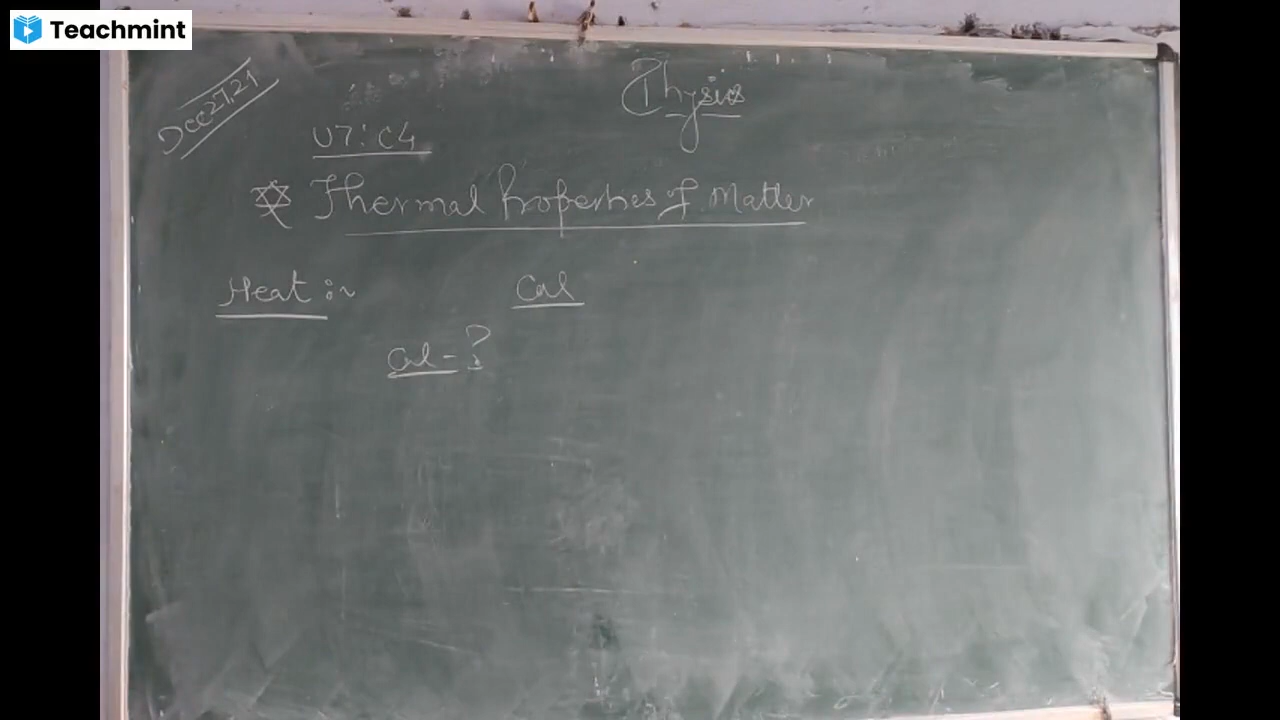 Teachmint
Dec 27, 21
Physics
U7: C4
Thermal Properties of Matter
Heat :~
Cal
Cal - ?